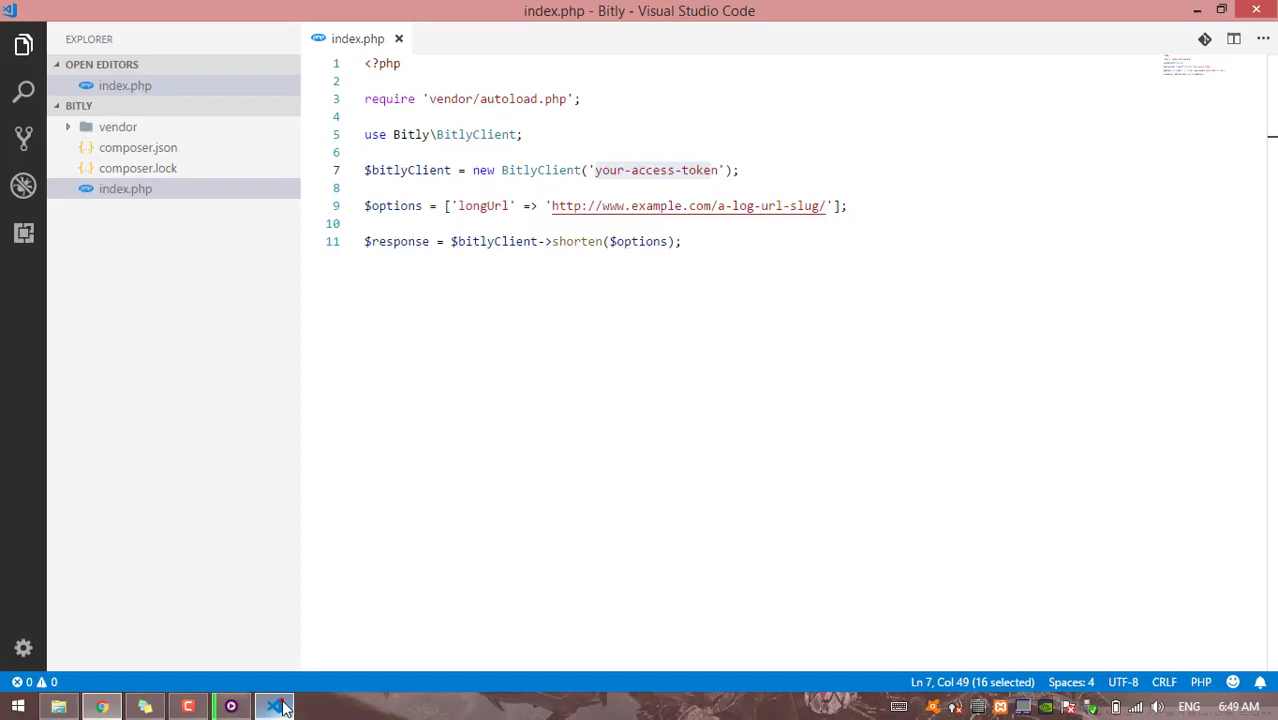 index.php - Bitly - Visual Studio Code
EXPLORER
OPEN EDITORS
index.php
BITLY
vendor
composer.json
composer.lock
index.php
index.php
1 <?php
2
3 require 'vendor/autoload.php';
4
5 use Bitly\BitlyClient;
6
7 $bitlyClient = new BitlyClient('your-access-token');
8
9 $options = ['longUrl' => 'http://www.example.com/a-log-url-slug/'];
10
11 $response = $bitlyClient->shorten($options);
0 0 Ln 7, Col 49 (16 selected) Spaces: 4 UTF-8 CRLF PHP
ENG 6:49 AM